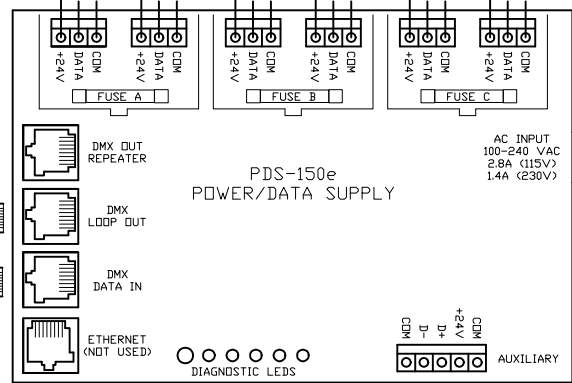 +24V DATA COM +24V DATA COM +24V DATA COM +24V DATA COM +24V DATA COM +24V DATA COM
FUSE A FUSE B FUSE C
DMX OUT
REPEATER
AC INPUT
100-240 VAC
2.8A (115V)
1.4A (230V)
PDS-150e
POWER/DATA SUPPLY
DMX
LOOP OUT
DMX
DATA IN
ETHERNET
(NOT USED)
DIAGNOSTIC LEDS
COM D- D+ +24V COM
AUXILIARY